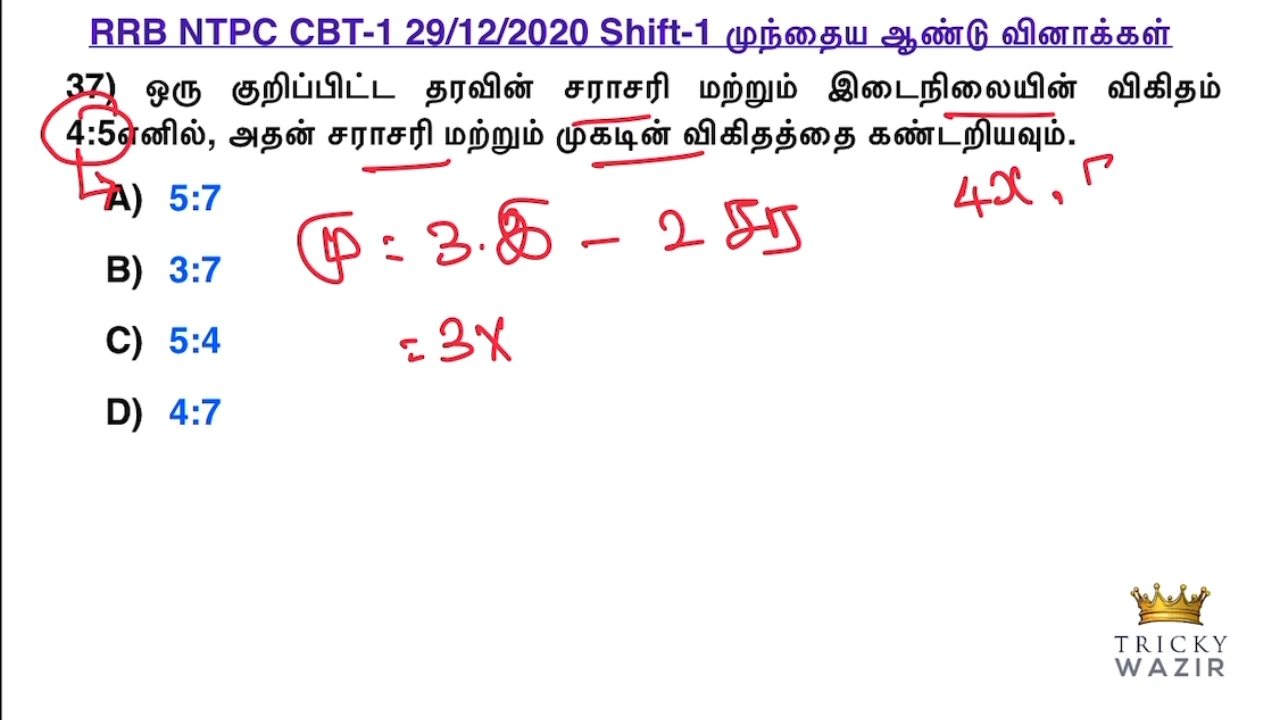 RRB NTPC CBT-1 29/12/2020 Shift-1 முந்தைய ஆண்டு வினாக்கள்
37) ஒரு குறிப்பிட்ட தரவின் சராசரி மற்றும் இடைநிலையின் விகிதம்
4:5எனில், அதன் சராசரி மற்றும் முகடின் விகிதத்தை கண்டறியவும்.
A) 5:7
4x,
மு = 3.இ - 2 சர
B) 3:7
= 3x
C) 5:4
D) 4:7
TRICKY
WAZIR